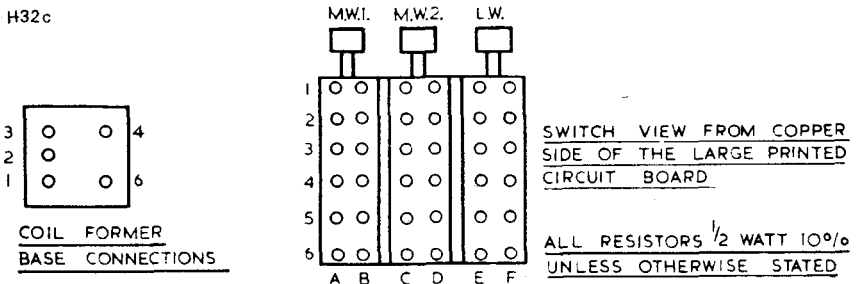 H32c
M.W.1. M.W.2. L.W.
3 4
2
1 6
COIL FORMER
BASE CONNECTIONS
1
2
3
4
5
6
A B C D E F
SWITCH VIEW FROM COPPER
SIDE OF THE LARGE PRINTED
CIRCUIT BOARD
ALL RESISTORS 1/2 WATT 10%
UNLESS OTHERWISE STATED